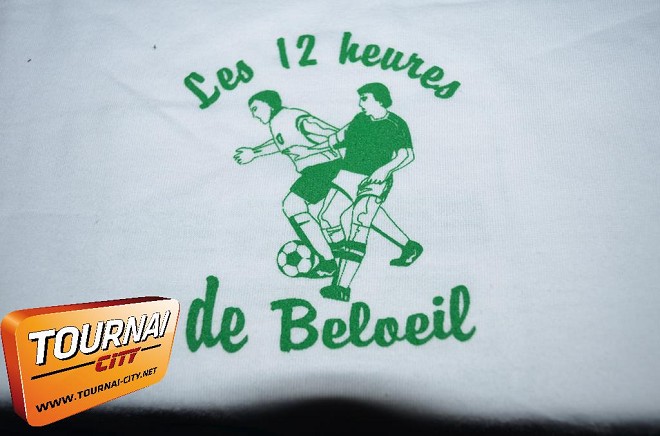 Les 12 heures
de Beloeil
TOURNAI
CiTY
WWW.TOURNAI-CITY.NET